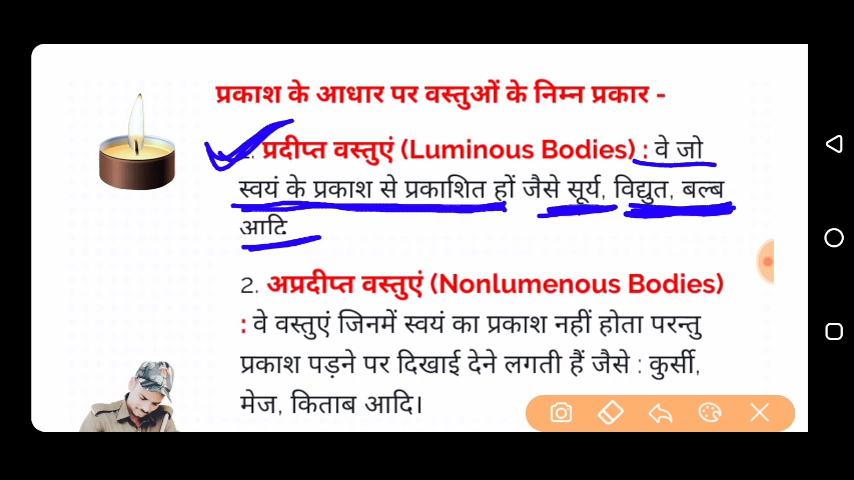 प्रकाश के आधार पर वस्तुओं के निम्न प्रकार -
1. प्रदीप्त वस्तुएं (Luminous Bodies) : वे जो
स्वयं के प्रकाश से प्रकाशित हों जैसे सूर्य, विद्युत, बल्ब
आदि
2. अप्रदीप्त वस्तुएं (Nonlumenous Bodies)
: वे वस्तुएं जिनमें स्वयं का प्रकाश नहीं होता परन्तु
प्रकाश पड़ने पर दिखाई देने लगती हैं जैसे : कुर्सी,
मेज, किताब आदि।